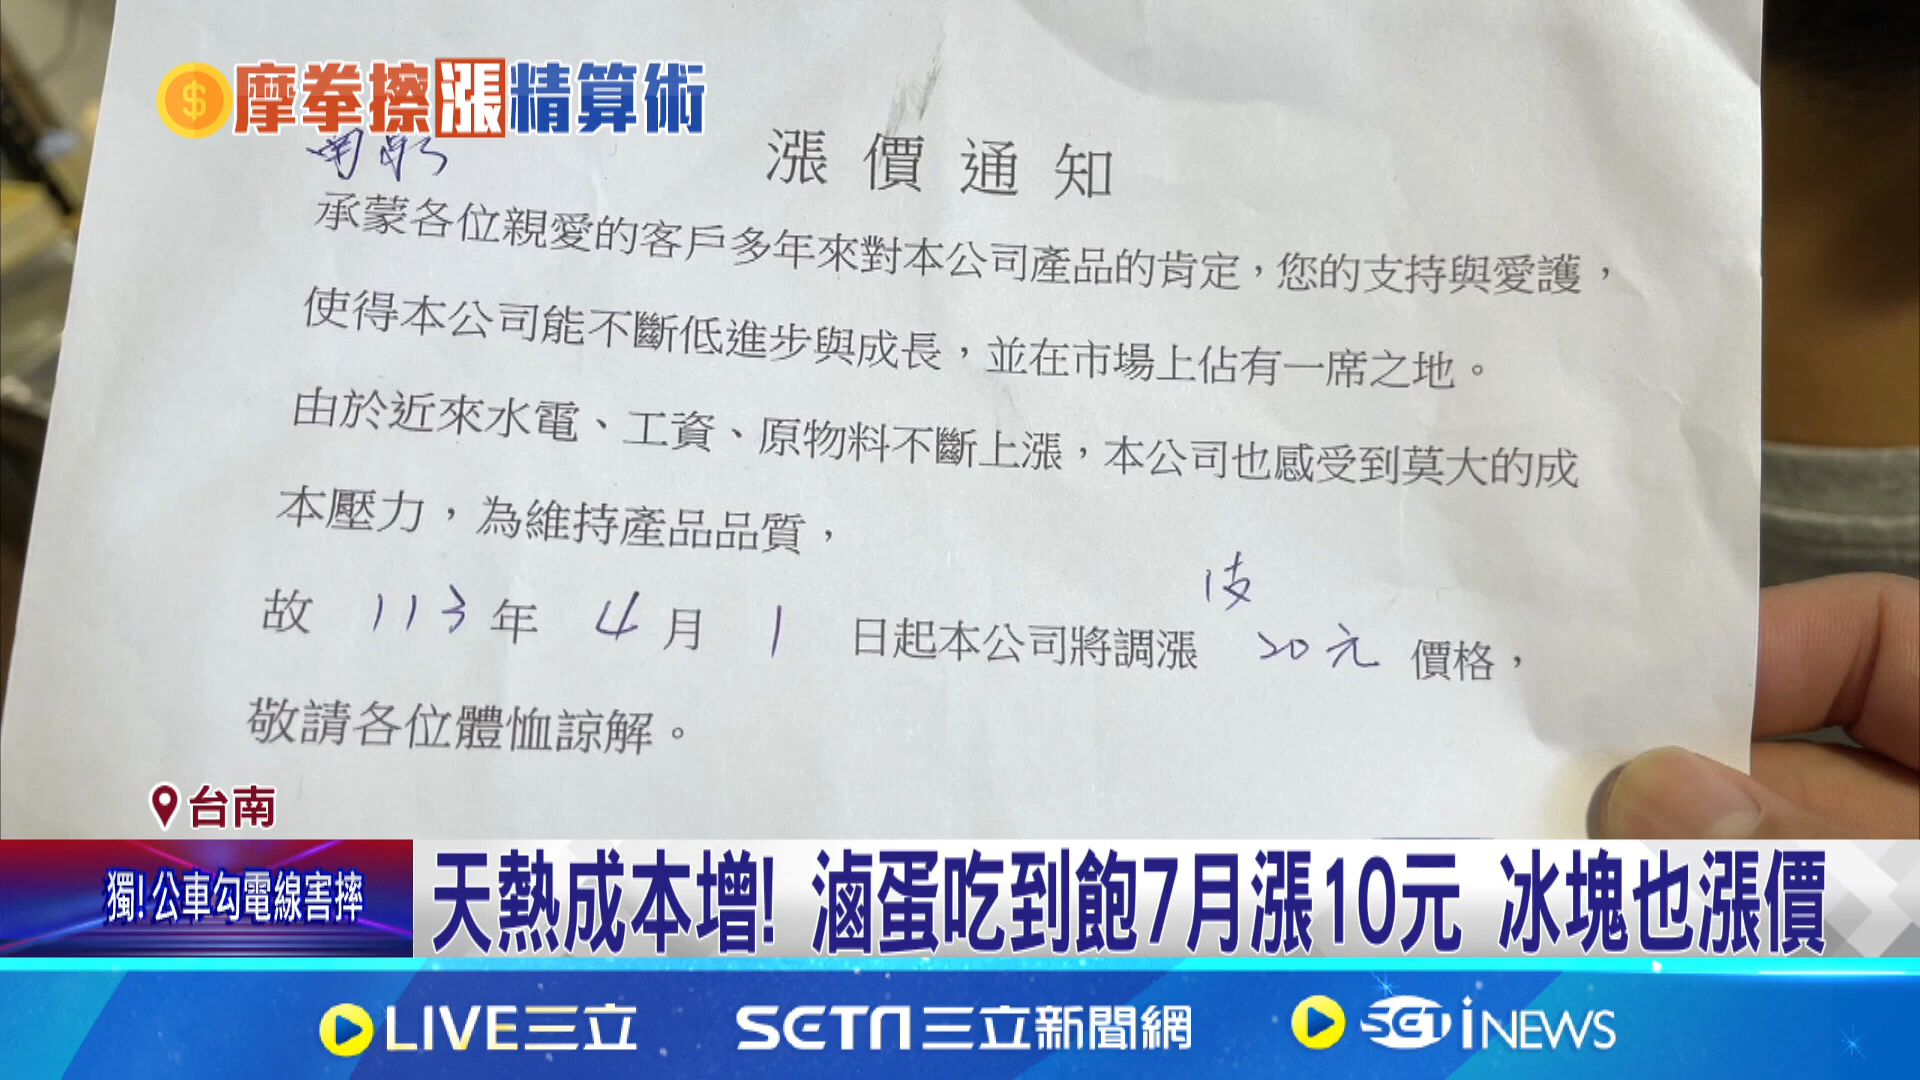 摩拳擦漲精算術
漲價通知
承蒙各位親愛的客戶多年來對本公司產品的肯定，您的支持與愛護，
使得本公司能不斷低進步與成長，並在市場上佔有一席之地。
由於近來水電、工資、原物料不斷上漲，本公司也感受到莫大的成
本壓力，為維持產品品質，
故 113年 4月 1 日起本公司將調漲 20元 價格，
敬請各位體恤諒解。
台南
獨!公車勾電線害摔
天熱成本增! 滷蛋吃到飽7月漲10元 冰塊也漲價
LIVE三立 SETN三立新聞網 SET iNEWS